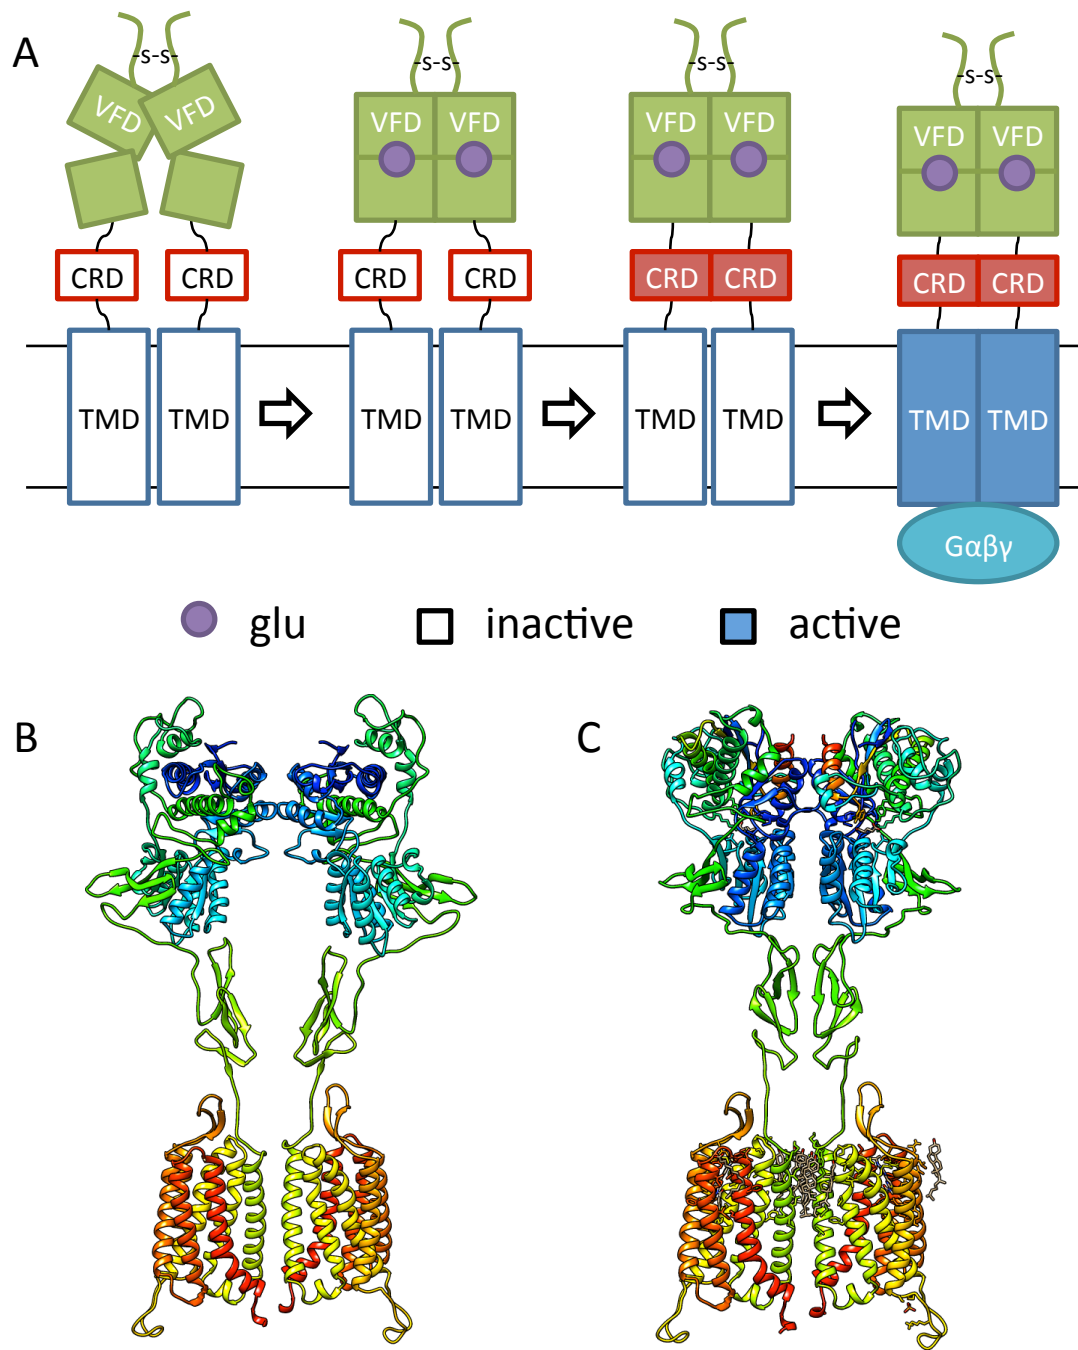 A
-s-s-
-s-s-
-s-s-
-s-s-
VFD VFD
VFD VFD
VFD VFD
VFD VFD
CRD CRD
CRD CRD
CRD CRD
CRD CRD
TMD TMD
TMD TMD
TMD TMD
TMD TMD
Gαβγ
glu inactive active
B
C